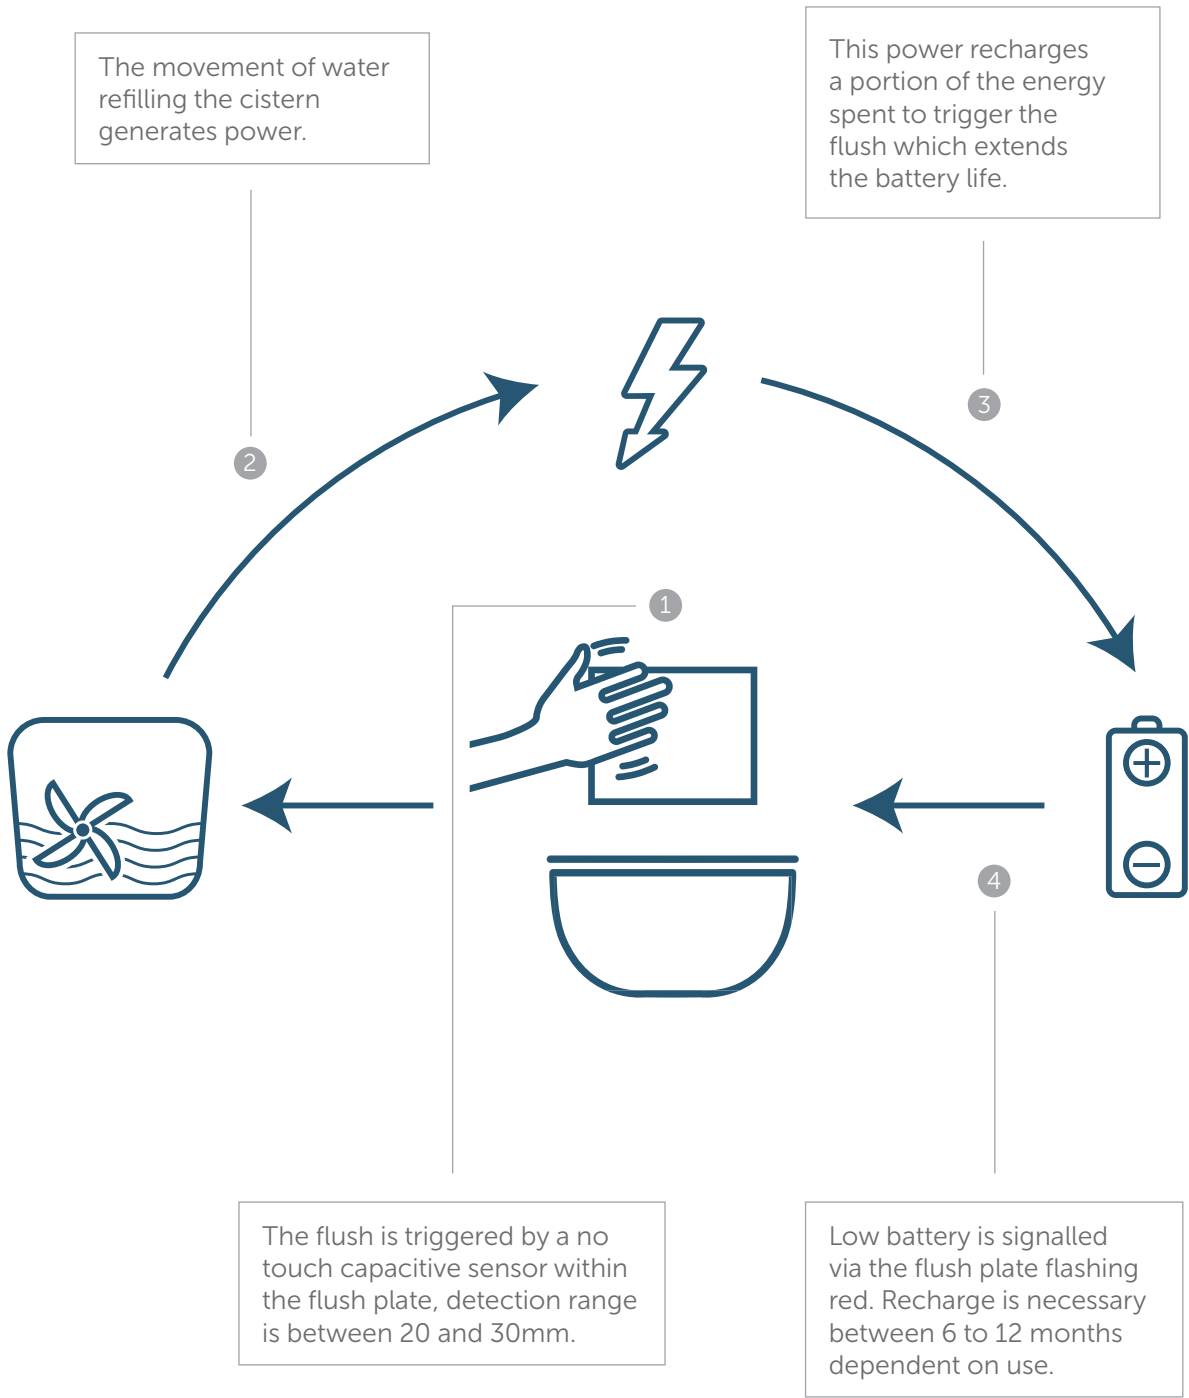 The movement of water
refilling the cistern
generates power.
This power recharges
a portion of the energy
spent to trigger the
flush which extends
the battery life.
3
2
1
4
The flush is triggered by a no
touch capacitive sensor within
the flush plate, detection range
is between 20 and 30mm.
Low battery is signalled
via the flush plate flashing
red. Recharge is necessary
between 6 to 12 months
dependent on use.